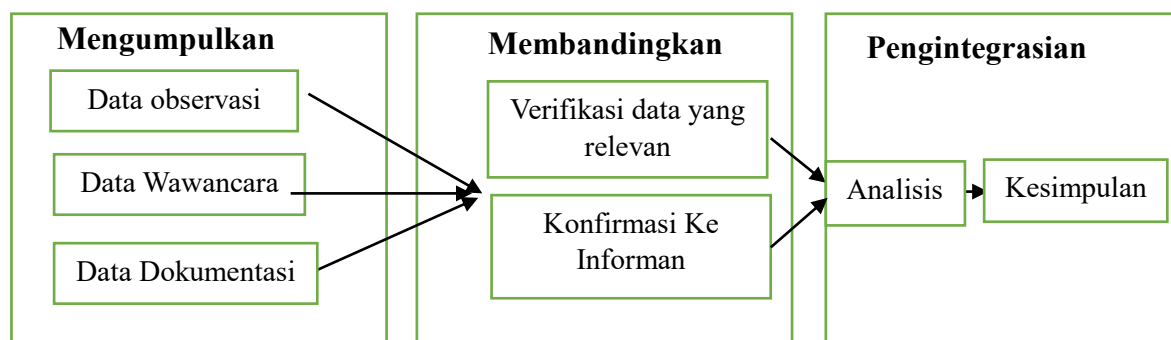 Mengumpulkan
Data observasi
Data Wawancara
Data Dokumentasi
Membandingkan
Verifikasi data yang
relevan
Konfirmasi Ke
Informan
Pengintegrasian
Analisis
Kesimpulan